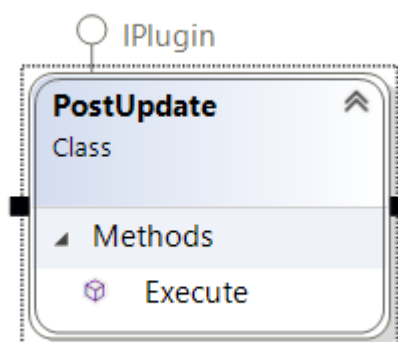 IPlugin
PostUpdate
Class
Methods
Execute